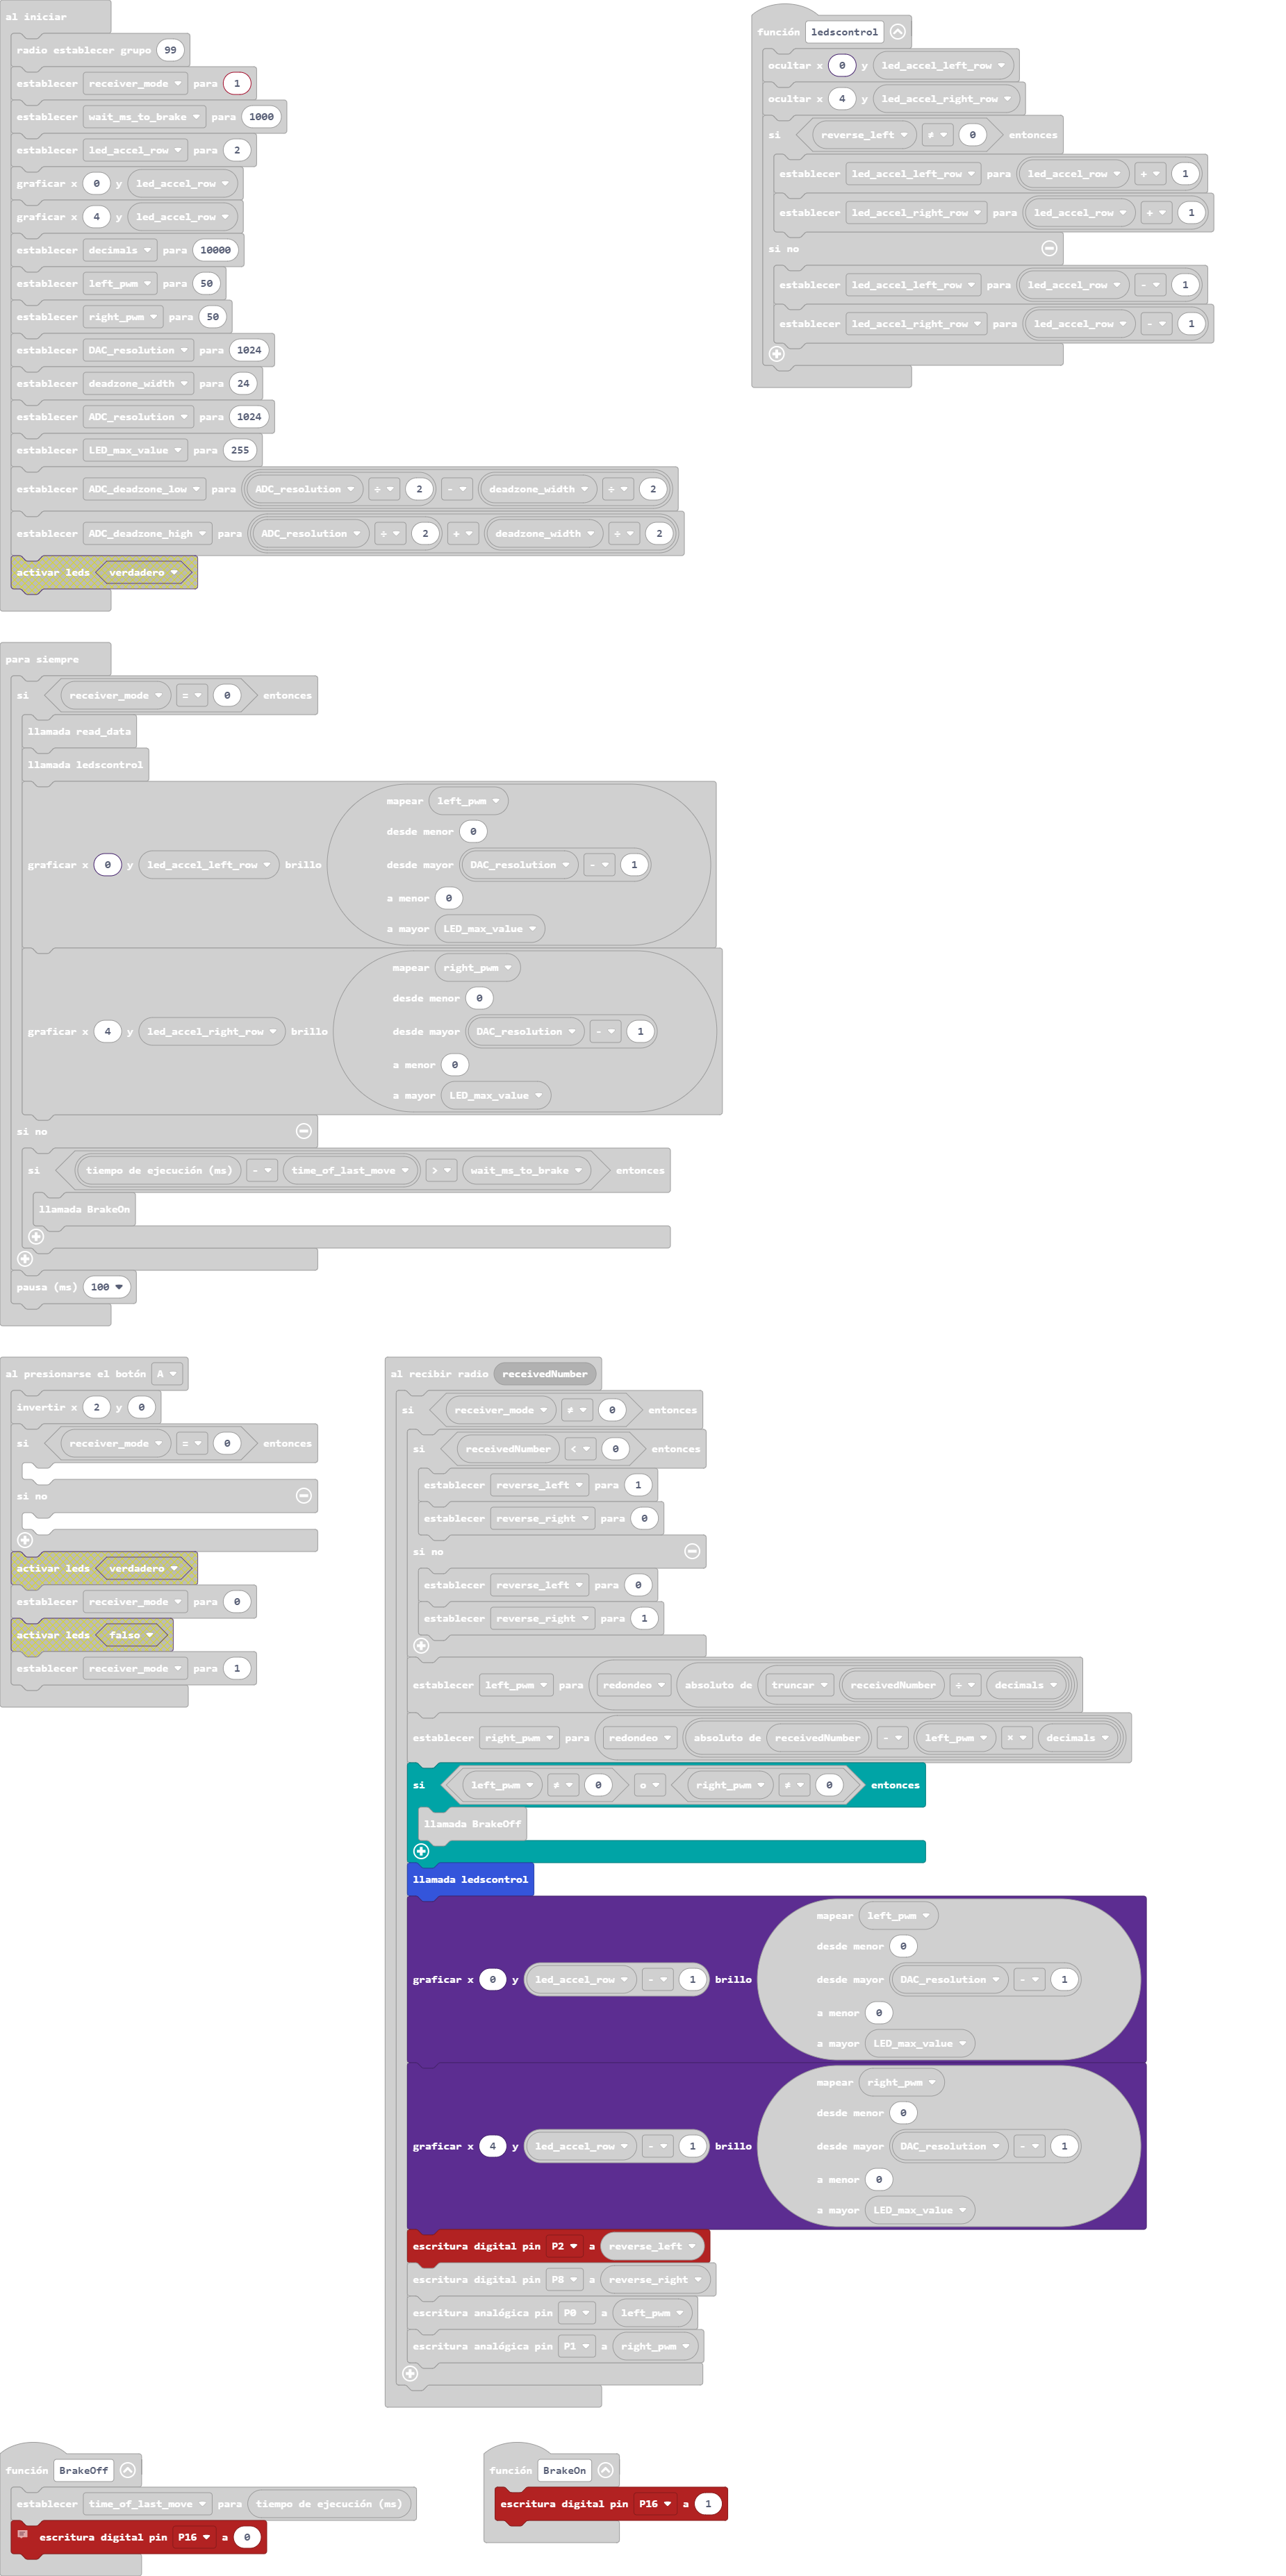 al iniciar
radio establecer grupo 99
establecer receiver_mode para 1
establecer wait_ms_to_brake para 1000
establecer led_accel_row para 2
graficar x 0 y led_accel_row
graficar x 4 y led_accel_row
establecer decimals para 10000
establecer left_pwm para 50
establecer right_pwm para 50
establecer DAC_resolution para 1024
establecer deadzone_width para 24
establecer ADC_resolution para 1024
establecer LED_max_value para 255
establecer ADC_deadzone_low para ADC_resolution ÷ 2 - deadzone_width ÷ 2
establecer ADC_deadzone_high para ADC_resolution ÷ 2 + deadzone_width ÷ 2
activar leds verdadero
función ledscontrol
ocultar x 0 y led_accel_left_row
ocultar x 4 y led_accel_right_row
si reverse_left ≠ 0 entonces
establecer led_accel_left_row para led_accel_row + 1
establecer led_accel_right_row para led_accel_row + 1
si no
establecer led_accel_left_row para led_accel_row - 1
establecer led_accel_right_row para led_accel_row - 1
para siempre
si receiver_mode = 0 entonces
llamada read_data
llamada ledscontrol
graficar x 0 y led_accel_left_row brillo
mapear left_pwm
desde menor 0
desde mayor DAC_resolution - 1
a menor 0
a mayor LED_max_value
graficar x 4 y led_accel_right_row brillo
mapear right_pwm
desde menor 0
desde mayor DAC_resolution - 1
a menor 0
a mayor LED_max_value
si no
si tiempo de ejecución (ms) - time_of_last_move > wait_ms_to_brake entonces
llamada BrakeOn
pausa (ms) 100
al presionarse el botón A
invertir x 2 y 0
si receiver_mode = 0 entonces
si no
activar leds verdadero
establecer receiver_mode para 0
activar leds falso
establecer receiver_mode para 1
al recibir radio receivedNumber
si receiver_mode ≠ 0 entonces
si receivedNumber < 0 entonces
establecer reverse_left para 1
establecer reverse_right para 0
si no
establecer reverse_left para 0
establecer reverse_right para 1
establecer left_pwm para redondeo absoluto de truncar receivedNumber ÷ decimals
establecer right_pwm para redondeo absoluto de receivedNumber - left_pwm × decimals
si left_pwm ≠ 0 o right_pwm ≠ 0 entonces
llamada BrakeOff
llamada ledscontrol
graficar x 0 y led_accel_row - 1 brillo
mapear left_pwm
desde menor 0
desde mayor DAC_resolution - 1
a menor 0
a mayor LED_max_value
graficar x 4 y led_accel_row - 1 brillo
mapear right_pwm
desde menor 0
desde mayor DAC_resolution - 1
a menor 0
a mayor LED_max_value
escritura digital pin P2 a reverse_left
escritura digital pin P8 a reverse_right
escritura analógica pin P0 a left_pwm
escritura analógica pin P1 a right_pwm
función BrakeOff
establecer time_of_last_move para tiempo de ejecución (ms)
escritura digital pin P16 a 0
función BrakeOn
escritura digital pin P16 a 1